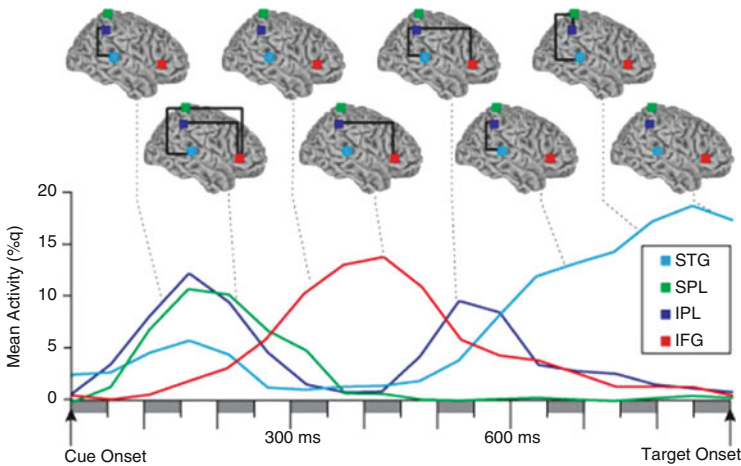 20
15
10
5
0
Mean Activity (%q)
STG
SPL
IPL
IFG
300 ms
600 ms
Cue Onset
Target Onset